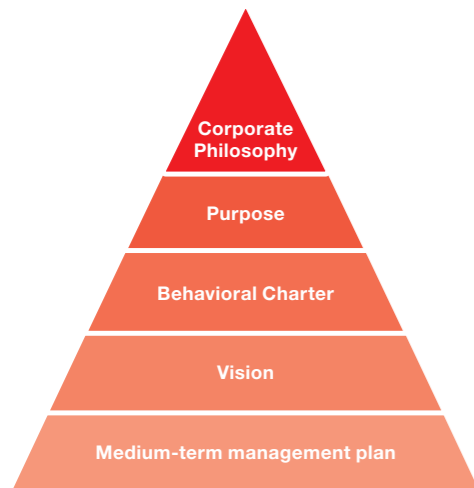 Corporate
Philosophy
Purpose
Behavioral Charter
Vision
Medium-term management plan